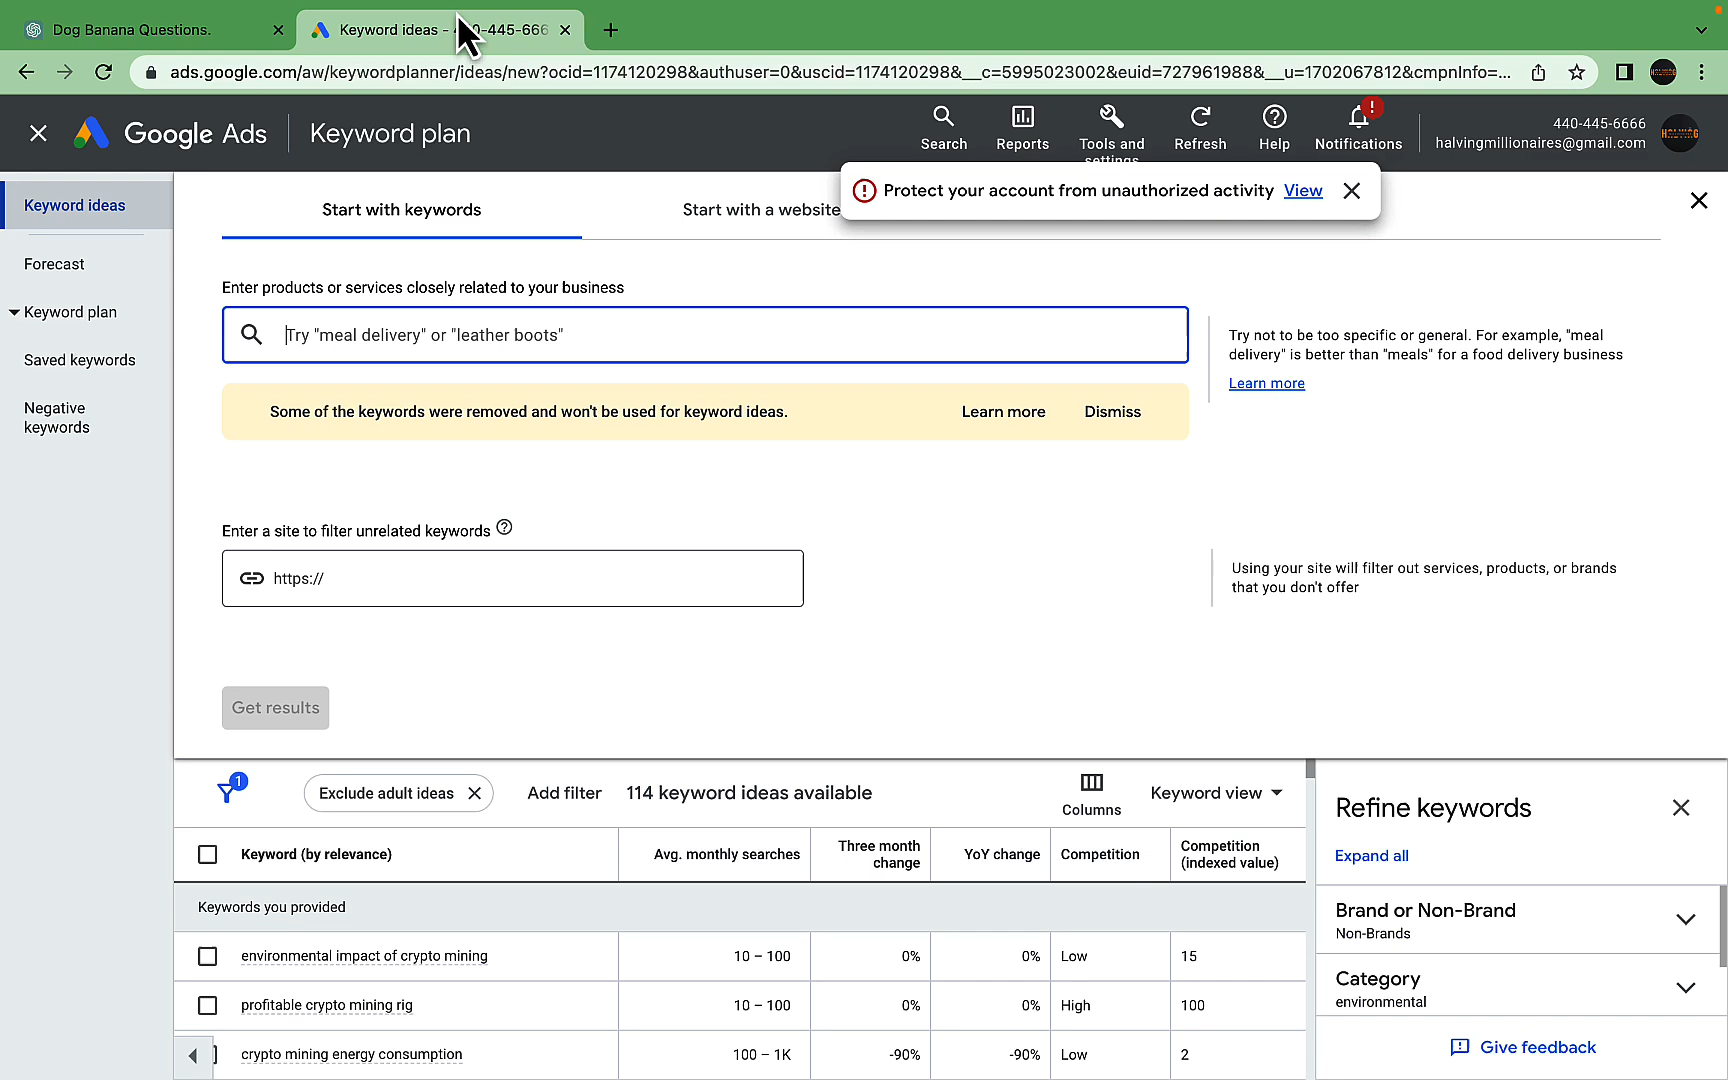 Dog Banana Questions.
Keyword ideas - 
0-445-666
ads.google.com/aw/keywordplanner/ideas/new?ocid=1174120298&authuser=0&uscid=1174120298&__c=5995023002&euid=727961988&__u=1702067812&cmpnInfo=...
Google Ads
Keyword plan
Search
Reports
Tools and
settings
Refresh
Help
Notifications
440-445-6666
halvingmillionaires@gmail.com
Protect your account from unauthorized activity View
Keyword ideas
Forecast
Keyword plan
Saved keywords
Negative
keywords
Start with keywords
Start with a website
Enter products or services closely related to your business
Try "meal delivery" or "leather boots"
Try not to be too specific or general. For example, "meal
delivery" is better than "meals" for a food delivery business
Learn more
Some of the keywords were removed and won't be used for keyword ideas.
Learn more
Dismiss
Enter a site to filter unrelated keywords
https://
Using your site will filter out services, products, or brands
that you don't offer
Get results
1
Exclude adult ideas
Add filter
114 keyword ideas available
Columns
Keyword view
Keyword (by relevance)
Avg. monthly searches
Three month
change
YoY change
Competition
Competition
(indexed value)
Keywords you provided
environmental impact of crypto mining 10 – 100 0% 0% Low 15
profitable crypto mining rig 10 – 100 0% 0% High 100
crypto mining energy consumption 100 – 1K -90% -90% Low 2
Refine keywords
Expand all
Brand or Non-Brand
Non-Brands
Category
environmental
Give feedback